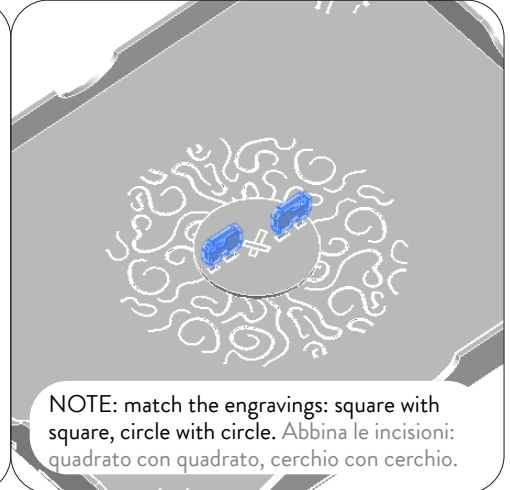 NOTE: match the engravings: square with
square, circle with circle. Abbina le incisioni:
quadrato con quadrato, cerchio con cerchio.